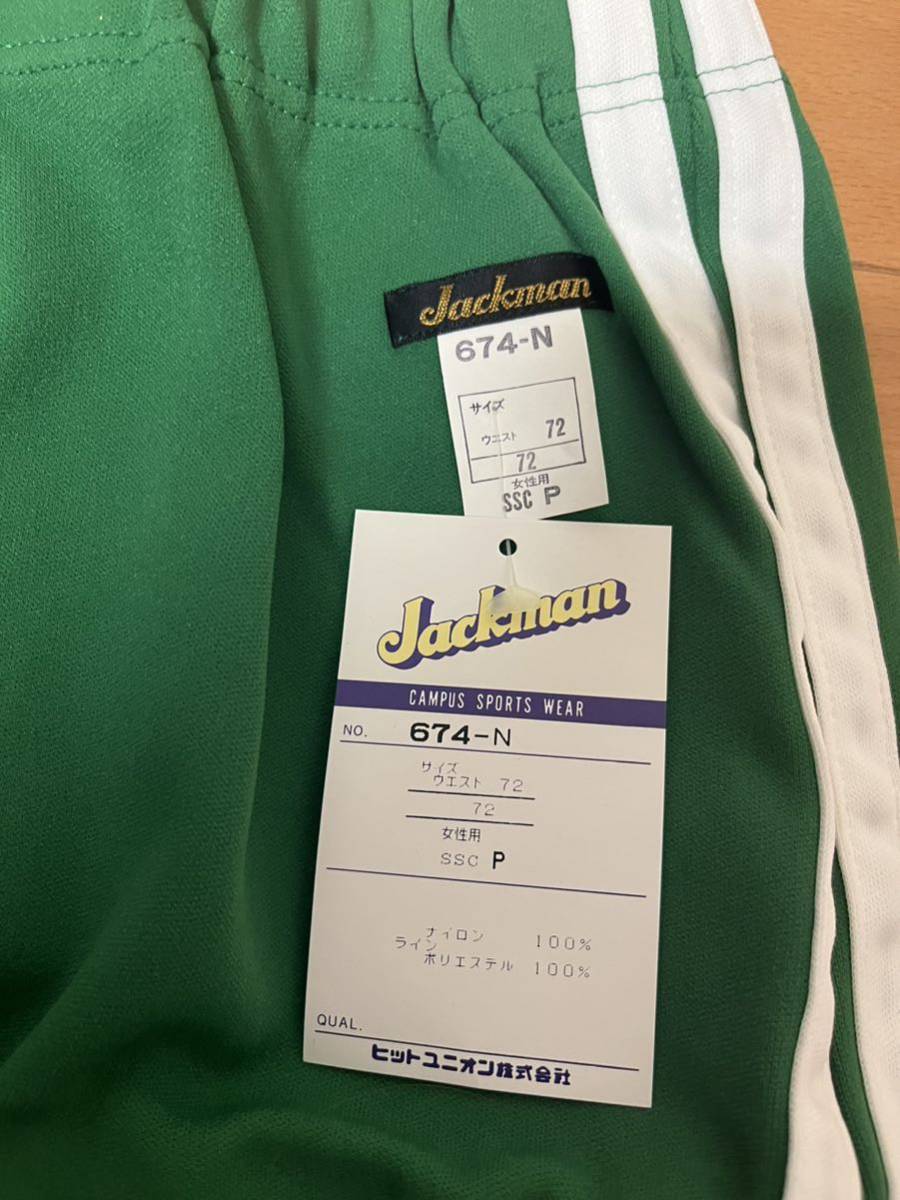 Jackman
674-N
サイズ
ウエスト 72
72
女性用
SSC P
Jackman
CAMPUS SPORTS WEAR
NO. 674-N
サイズ
ウエスト 72
72
女性用
SSC P
ナイロン 100%
ライン
ポリエステル 100%
QUAL.
ヒットユニオン株式会社